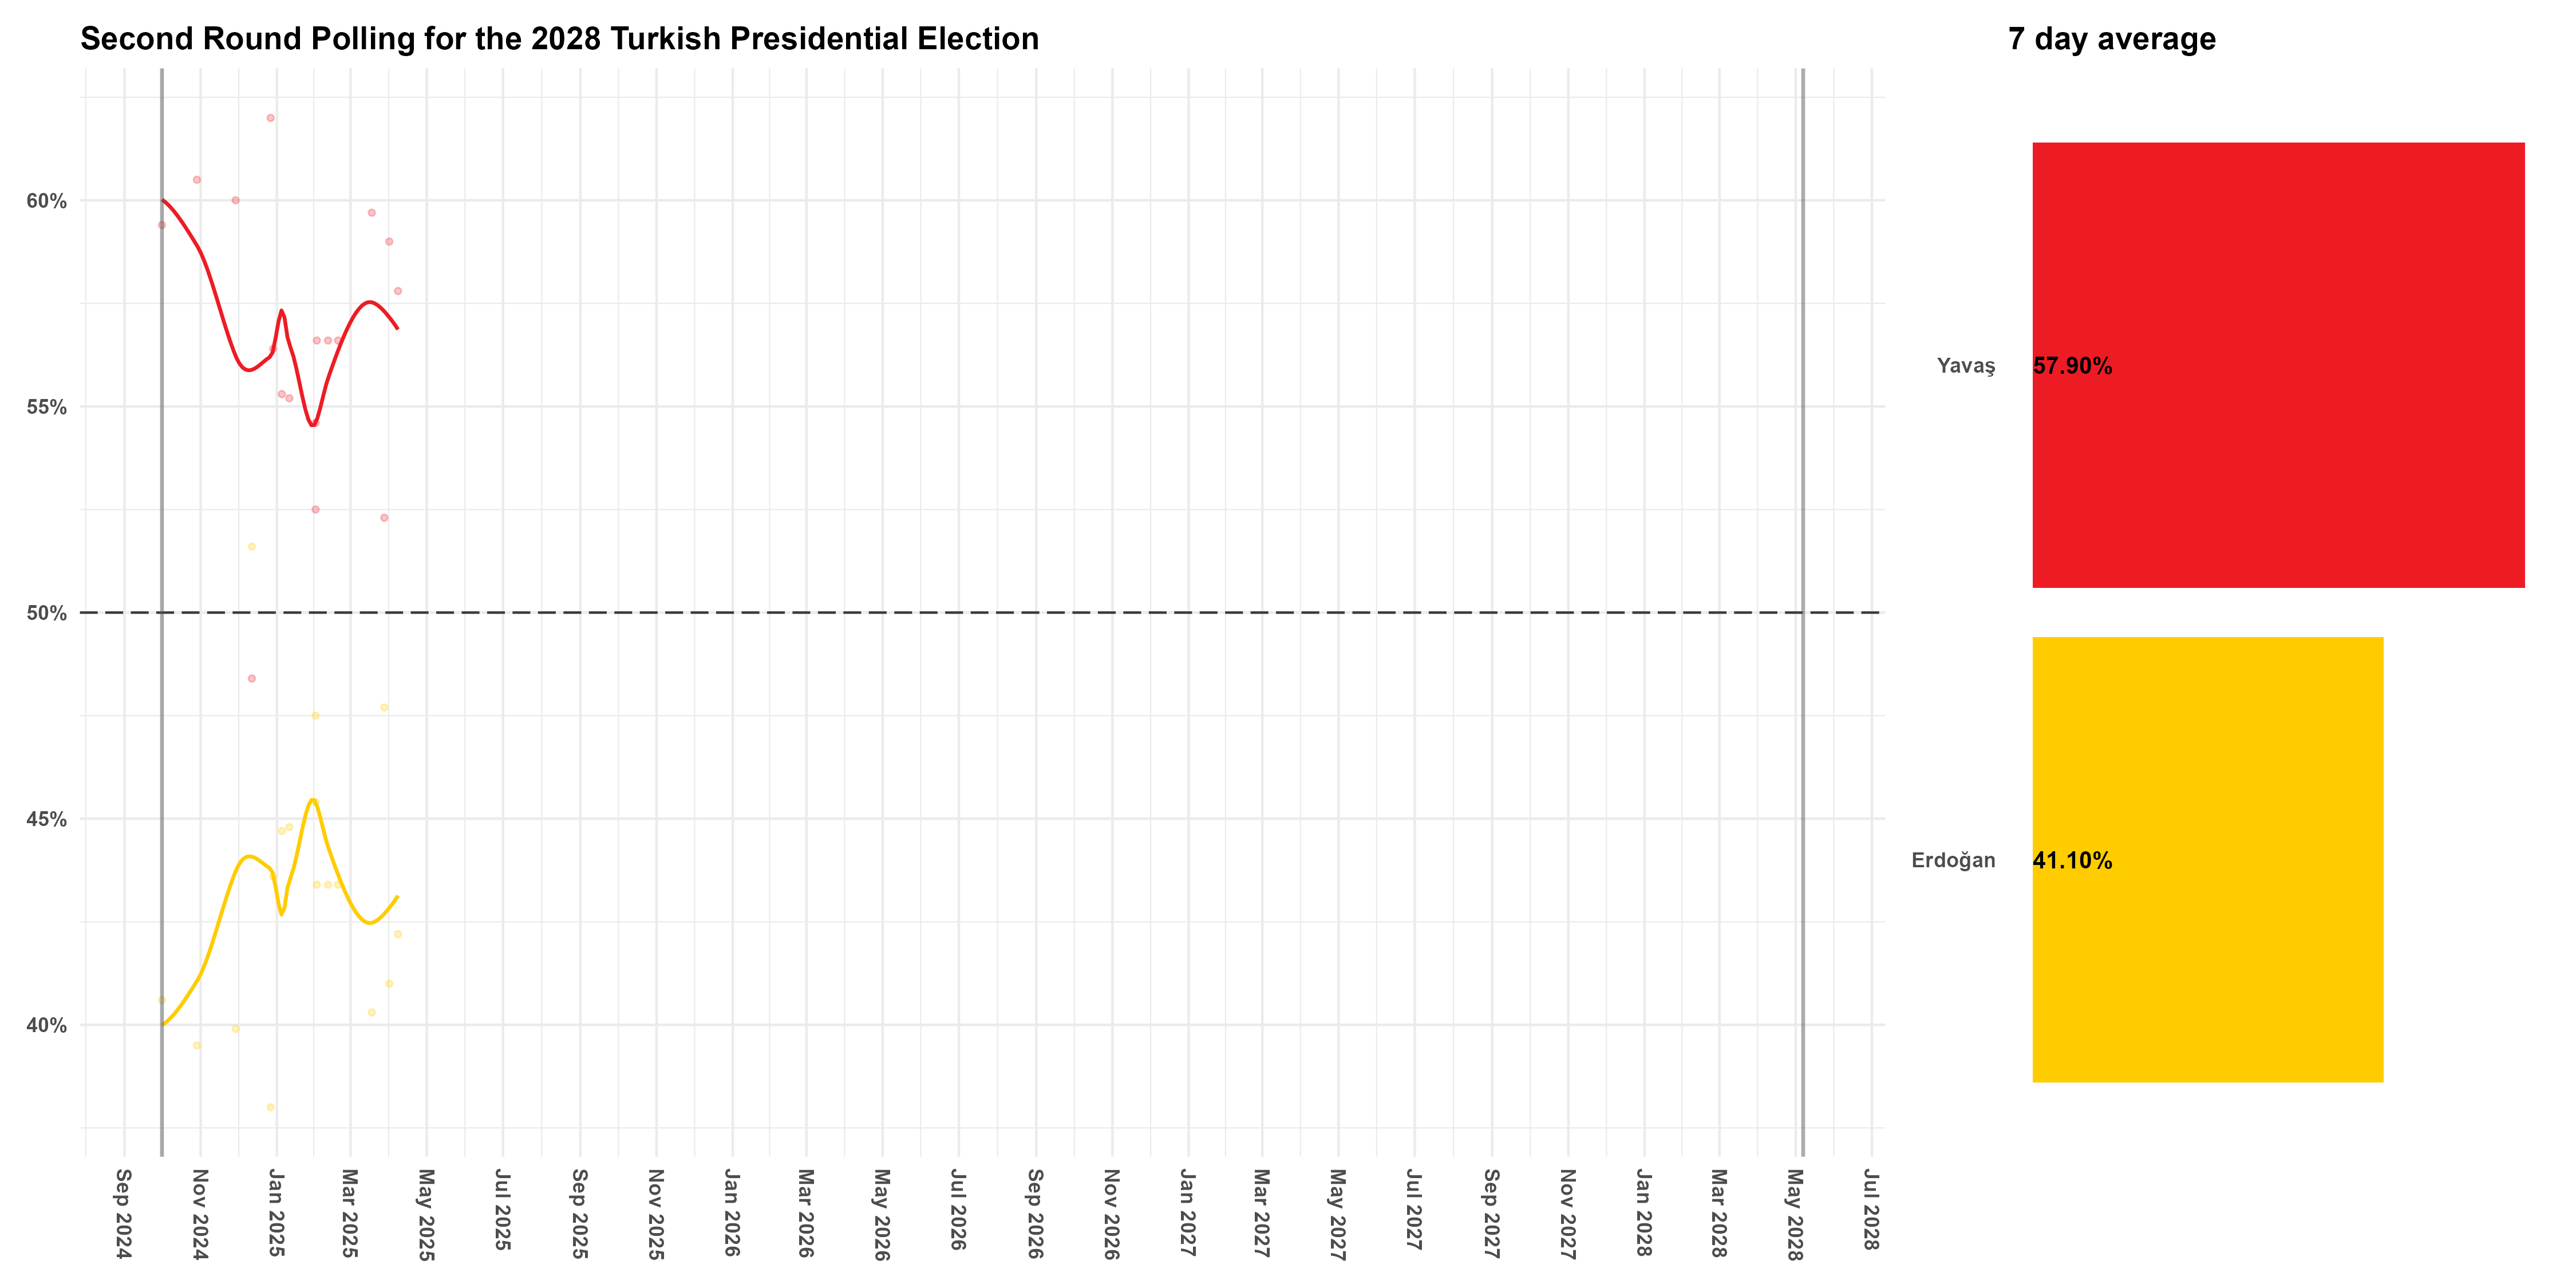 Second Round Polling for the 2028 Turkish Presidential Election
7 day average
60%
55%
50%
45%
40%
Yavaş
57.90%
Erdoğan
41.10%
Sep 2024
Nov 2024
Jan 2025
Mar 2025
May 2025
Jul 2025
Sep 2025
Nov 2025
Jan 2026
Mar 2026
May 2026
Jul 2026
Sep 2026
Nov 2026
Jan 2027
Mar 2027
May 2027
Jul 2027
Sep 2027
Nov 2027
Jan 2028
Mar 2028
May 2028
Jul 2028